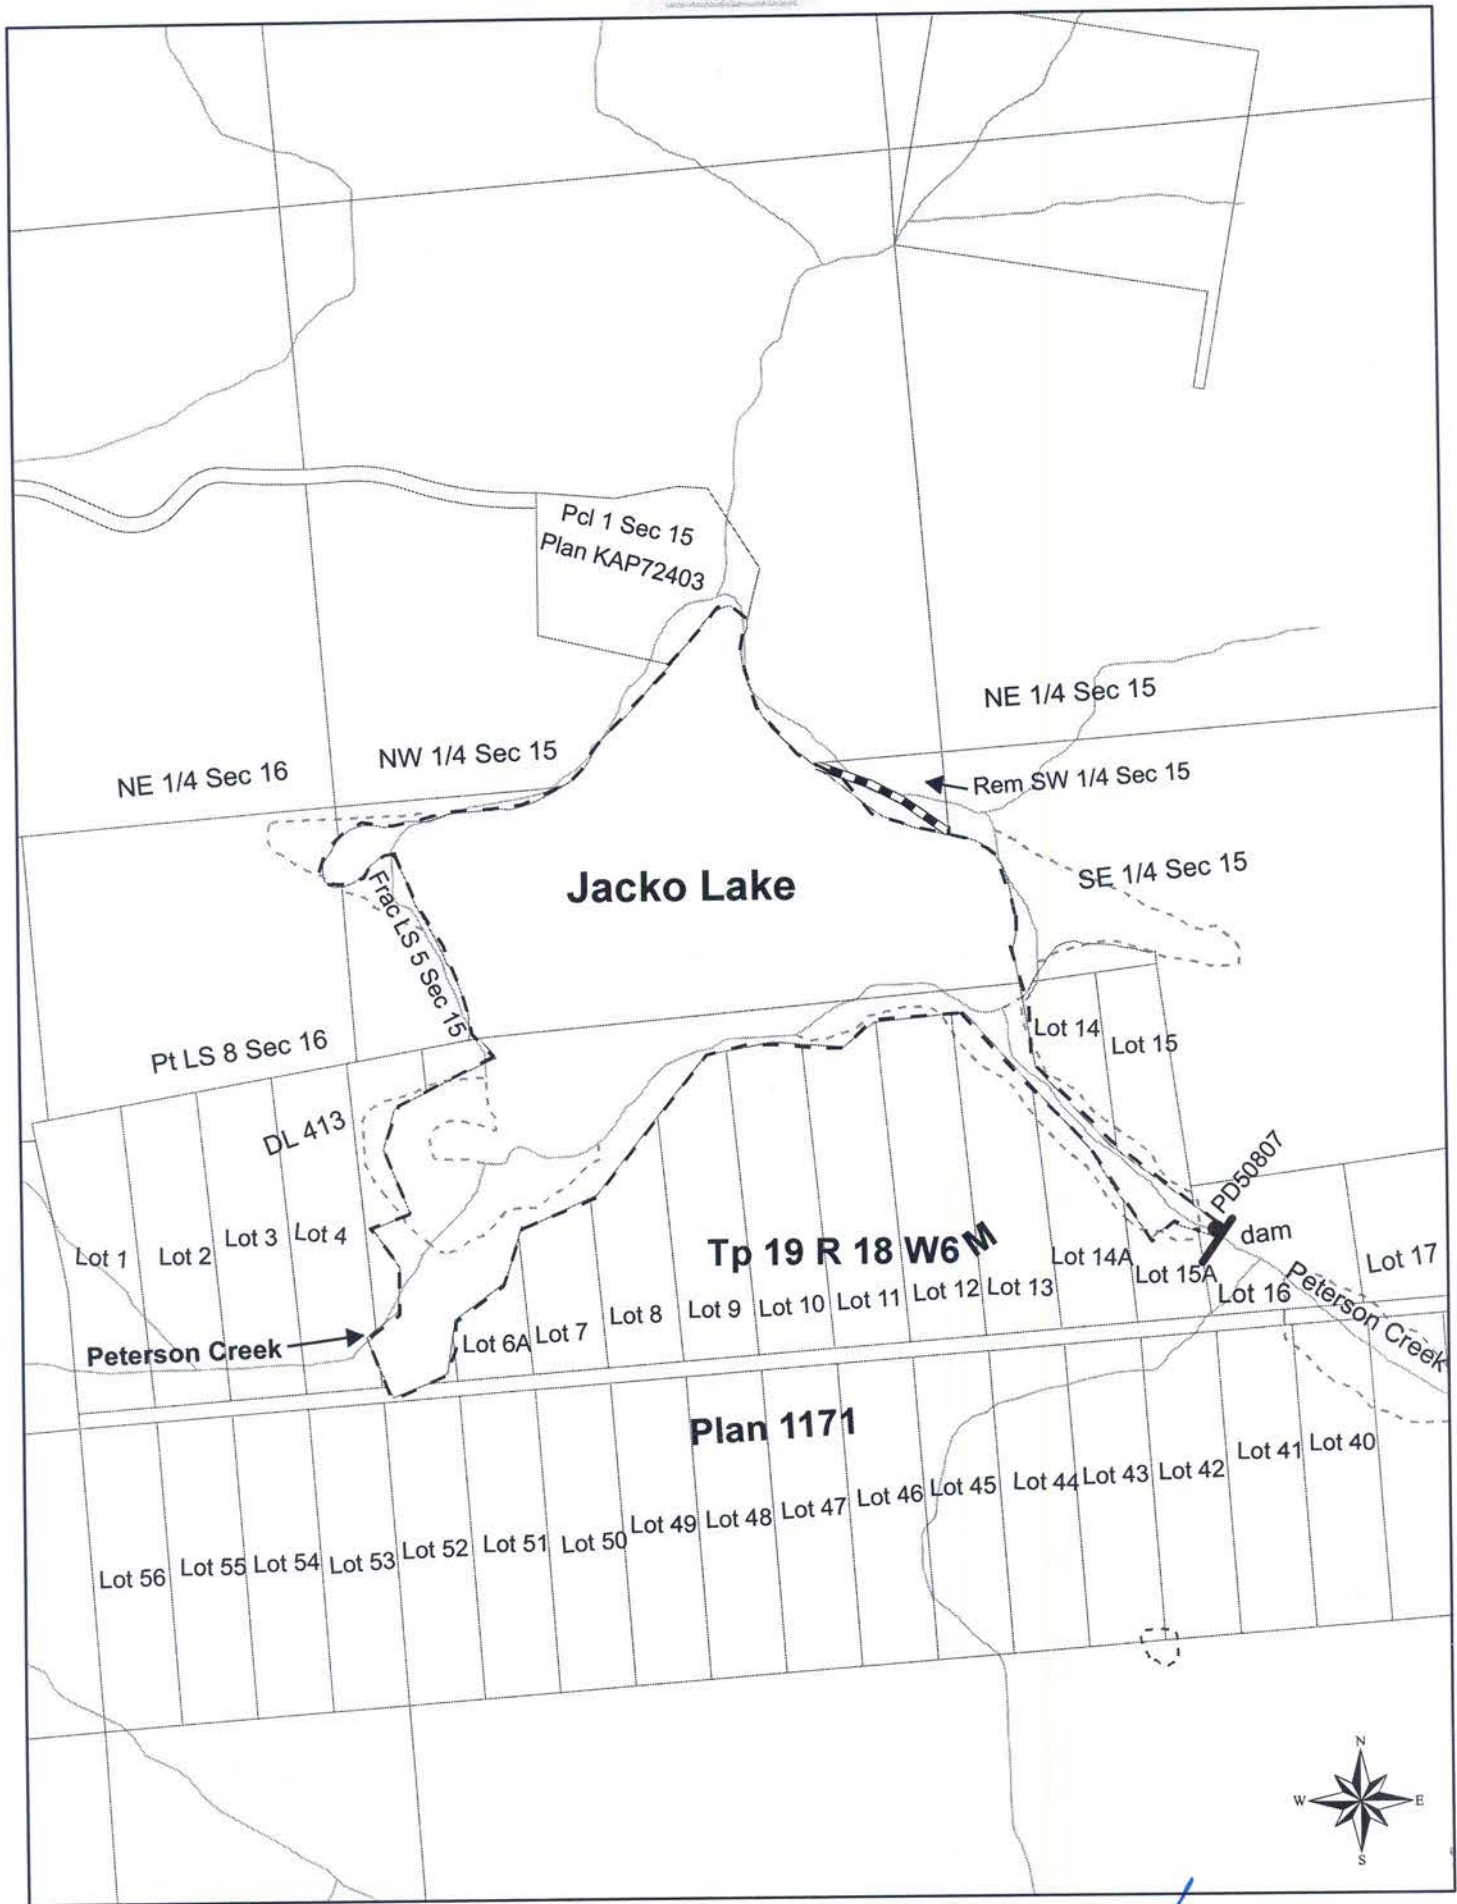 Pcl 1 Sec 15
Plan KAP72403
NE 1/4 Sec 15
NW 1/4 Sec 15
NE 1/4 Sec 16
Rem SW 1/4 Sec 15
SE 1/4 Sec 15
Jacko Lake
Frac LS 5 Sec 15
Pt LS 8 Sec 16
Lot 14
Lot 15
DL 413
PD50807
dam
Lot 1
Lot 2
Lot 3
Lot 4
Tp 19 R 18 W6M
Lot 14A
Lot 15A
Lot 16
Lot 17
Peterson Creek
Peterson Creek
Lot 6A
Lot 7
Lot 8
Lot 9
Lot 10
Lot 11
Lot 12
Lot 13
Plan 1171
Lot 56
Lot 55
Lot 54
Lot 53
Lot 52
Lot 51
Lot 50
Lot 49
Lot 48
Lot 47
Lot 46
Lot 45
Lot 44
Lot 43
Lot 42
Lot 41
Lot 40
N
W
E
S